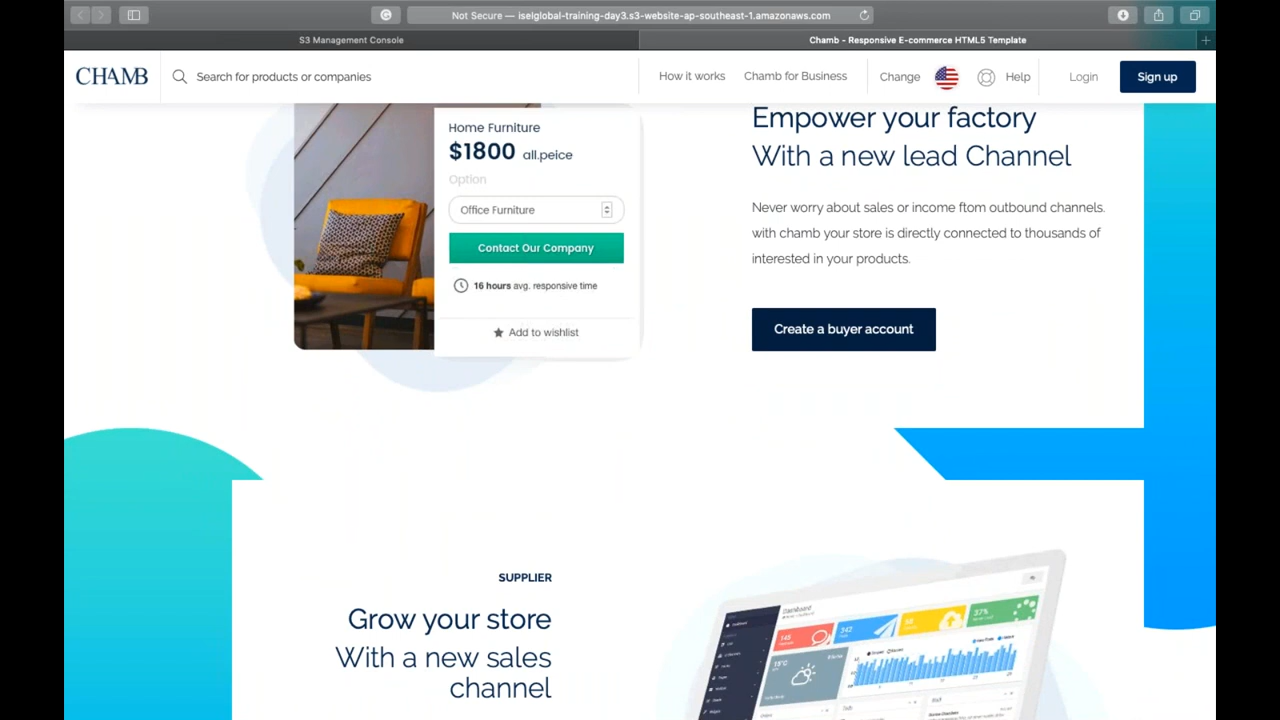 Not Secure — iselglobal-training-day3.s3-website-ap-southeast-1.amazonaws.com
S3 Management Console
Chamb - Responsive E-commerce HTML5 Template
CHAMB
Search for products or companies
How it works
Chamb for Business
Change
Help
Login
Sign up
Home Furniture
$1800 all.peice
Option
Office Furniture
Contact Our Company
16 hours avg. responsive time
Add to wishlist
Empower your factory
With a new lead Channel
Never worry about sales or income ftom outbound channels.
with chamb your store is directly connected to thousands of
interested in your products.
Create a buyer account
SUPPLIER
Grow your store
With a new sales
channel
Dashboard
342
37%
15°C